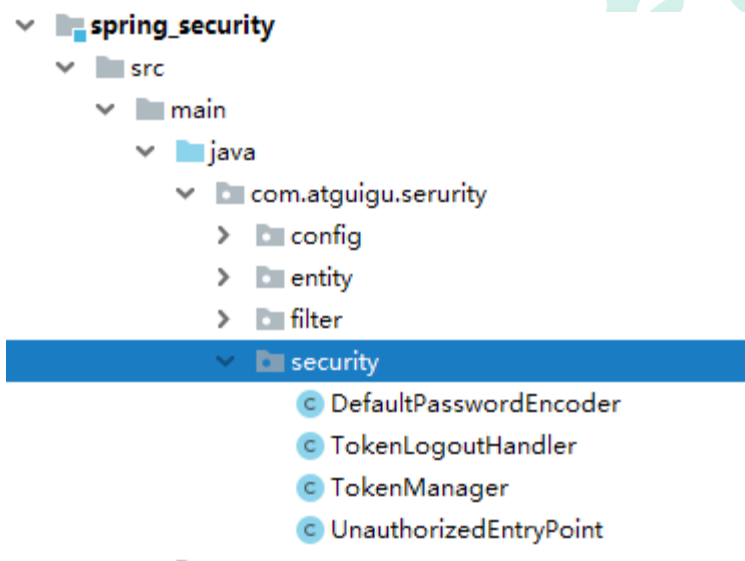 spring_security
src
main
java
com.atguigu.serurity
config
entity
filter
security
DefaultPasswordEncoder
TokenLogoutHandler
TokenManager
UnauthorizedEntryPoint